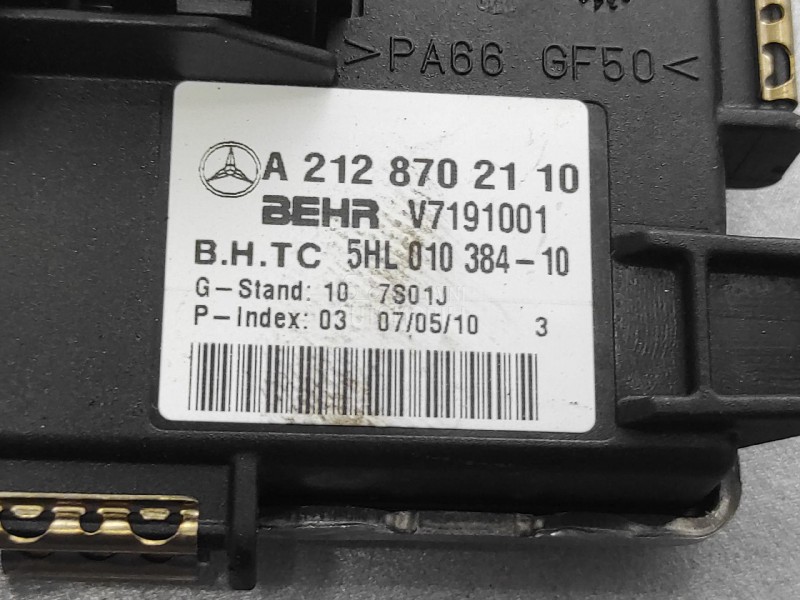 >PA66 GF50<
A 212 870 21 10
BEHR V7191001
B.H.TC 5HL 010 384-10
G-Stand: 10 7S01J
P-Index: 03 07/05/10 3